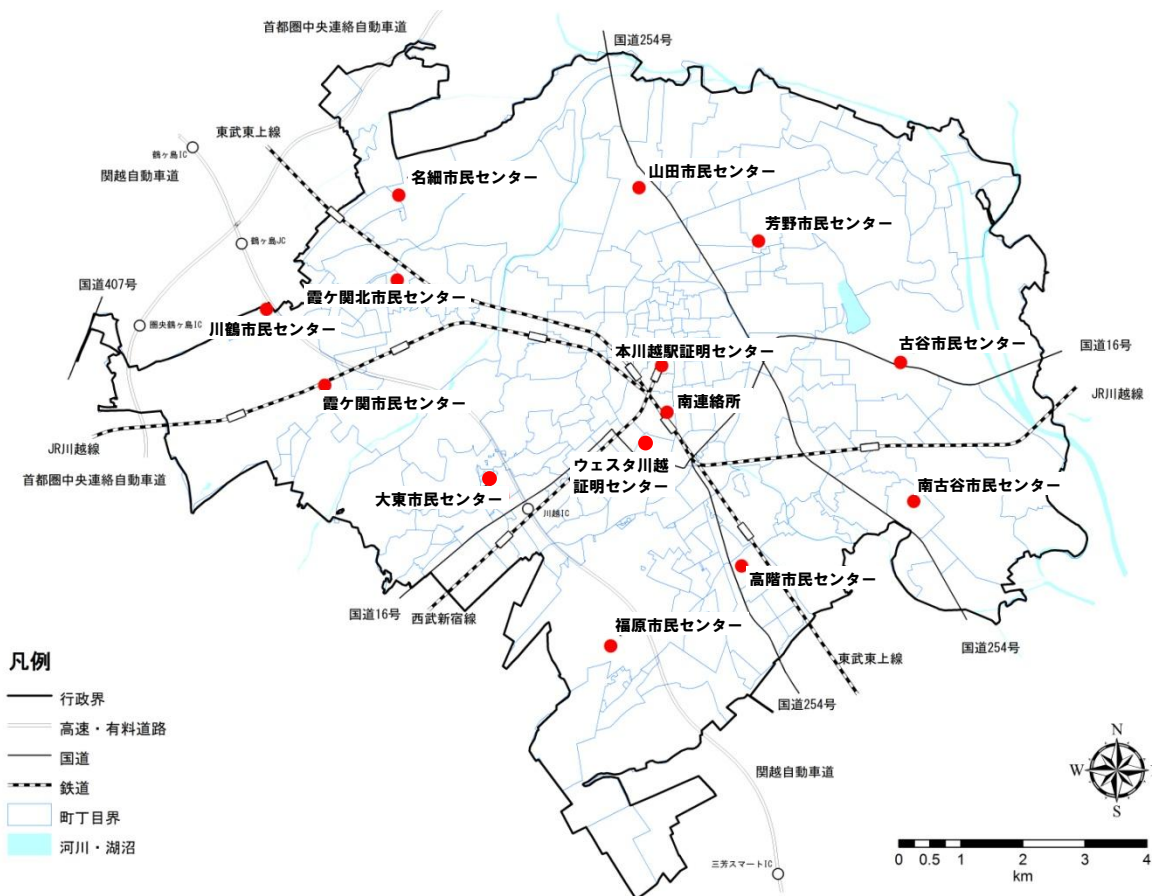 首都圏中央連絡自動車道
国道254号
東武東上線
鶴ヶ島IC
関越自動車道
名細市民センター
山田市民センター
芳野市民センター
鶴ヶ島JC
国道407号
霞ケ関北市民センター
川鶴市民センター
圏央鶴ヶ島IC
本川越駅証明センター
古谷市民センター
国道16号
霞ケ関市民センター
南連絡所
JR川越線
JR川越線
首都圏中央連絡自動車道
ウェスタ川越
証明センター
大東市民センター
川越IC
南古谷市民センター
高階市民センター
国道16号
西武新宿線
福原市民センター
国道254号
東武東上線
国道254号
関越自動車道
三芳スマートIC
凡例
行政界
高速・有料道路
国道
鉄道
町丁目界
河川・湖沼
N
W
S
0 0.5 1 2 3 4
km